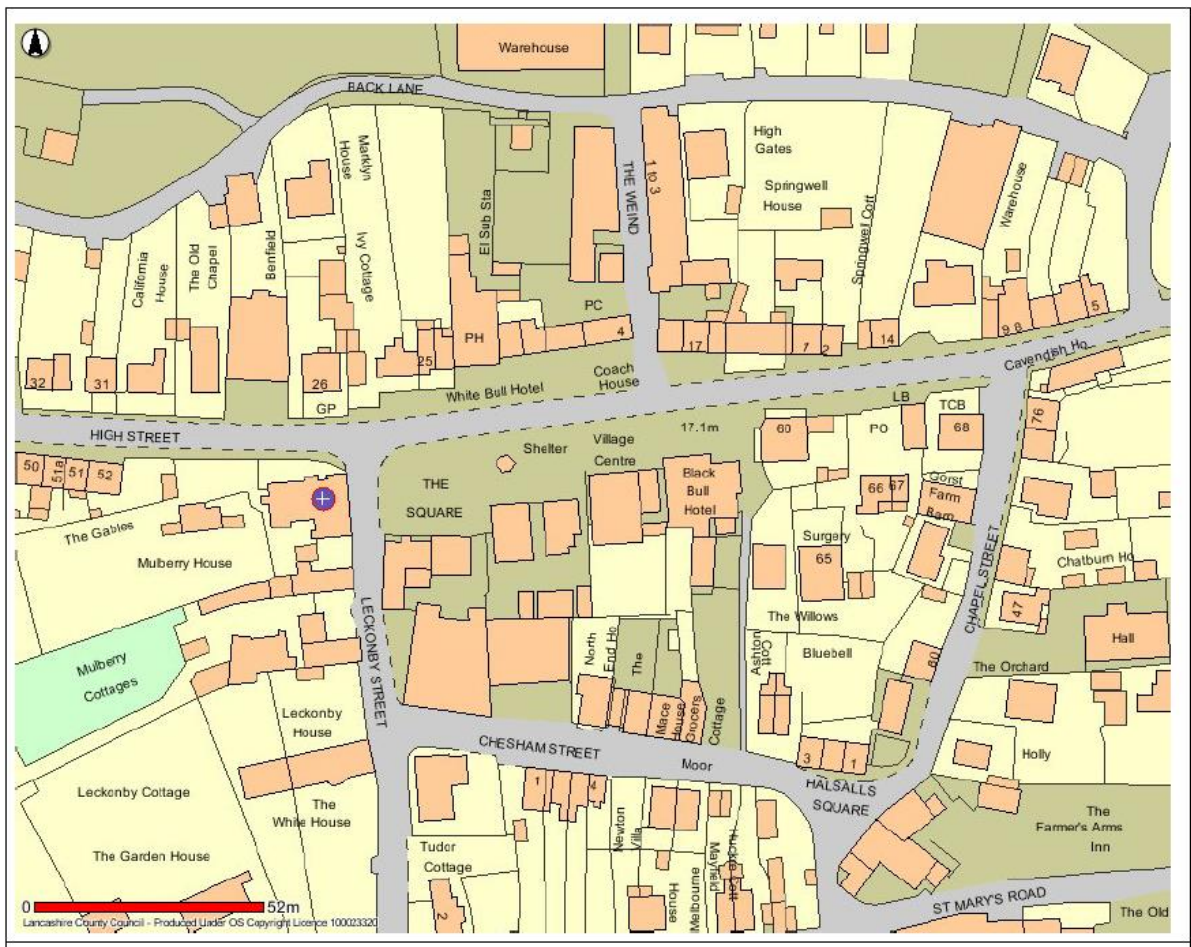 Warehouse
BACK LANE
Marklyn
House
El Sub Sta
THE WEIND
1 to 3
High
Gates
Springwell
House
Springwell Cott
Warehouse
California
House
The Old
Chapel
Benfield
Ivy Cottage
PC
4
PH
25
17
7
2
14
9 8
5
32
31
26
GP
White Bull Hotel
Coach
House
Cavendish Ho
HIGH STREET
50
51a
51
52
THE
SQUARE
Shelter
Village
Centre
17.1m
Black
Bull
Hotel
60
LB
PO
TCB
68
76
66
67
Gorst
Farm
Barn
Surgery
65
Chatburn Ho
The Gables
Mulberry House
LECKONBY STREET
CHAPEL STREET
47
Hall
The Willows
Bluebell
Ashton
Cott
60
The Orchard
Mulberry
Cottages
North
End Ho
The
Mace
House
Grocers
Cottage
Leckonby
House
CHESHAM STREET
Moor
3
1
HALSALLS
SQUARE
Holly
Leckonby Cottage
The
White House
The Garden House
1
4
Newton
Villa
Tudor
Cottage
2
House
Melbourne
Mayfield
The
Farmer's Arms
Inn
ST MARY'S ROAD
The Old
0
52m
Lancashire County Council - Produced Under OS Copyright Licence 100023320